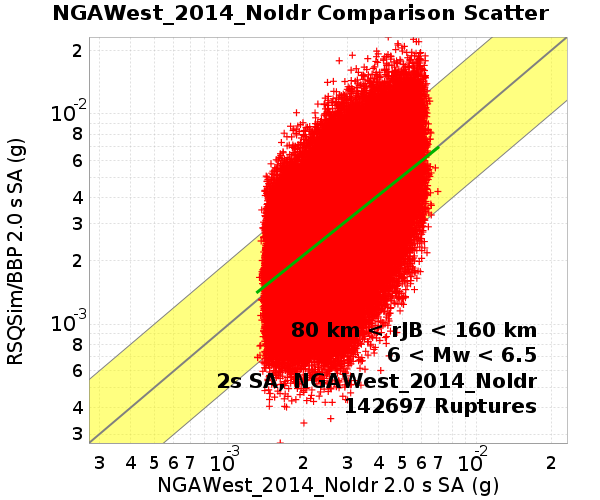 NGAWest_2014_NoIdr Comparison Scatter
RSQSim/BBP 2.0 s SA (g)
2
10-2
8
6
4
3
2
10-3
8
6
4
3
80 km < rJB < 160 km
6 < Mw < 6.5
2s SA, NGAWest_2014_NoIdr
142697 Ruptures
3 4 5 6 7 10-3 2 3 4 5 6 7 10-2 2
NGAWest_2014_NoIdr 2.0 s SA (g)